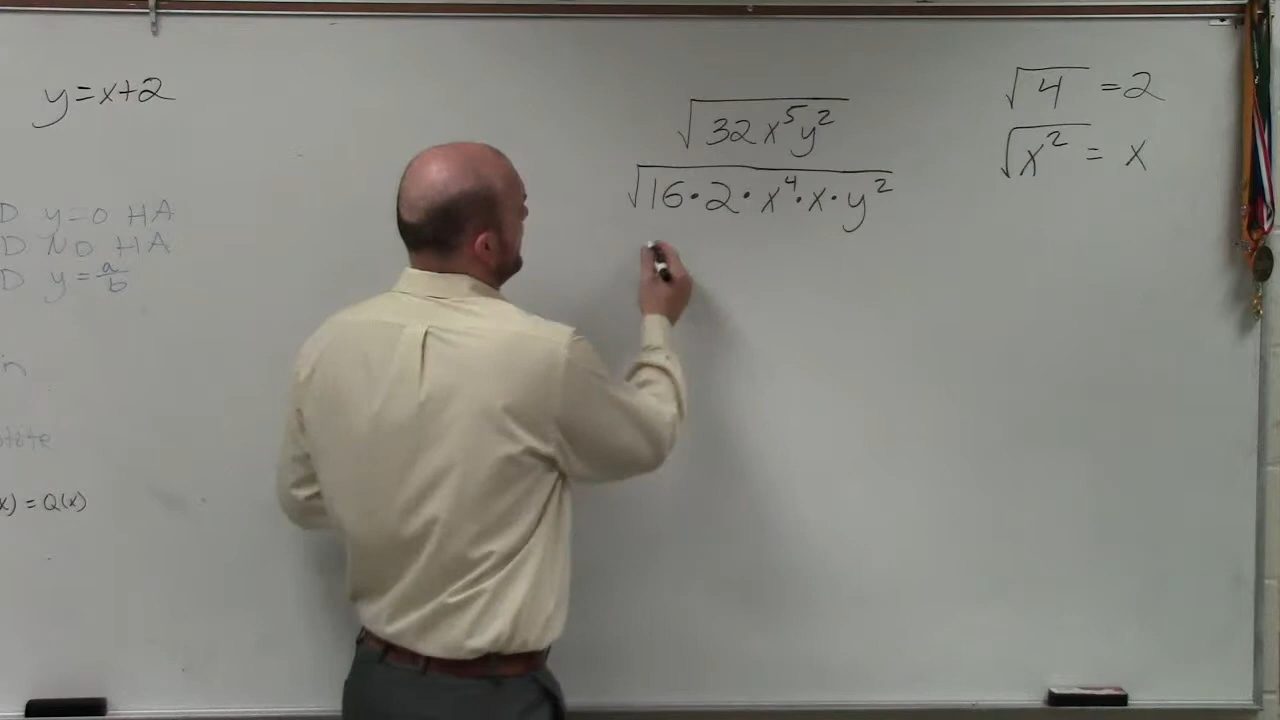 y=x+2
D y=0 HA
D NO HA
D y=a/b
n
x) = Q(x)
√32x⁵y²
√16·2·x⁴·x·y²
√4 =2
√x² = x